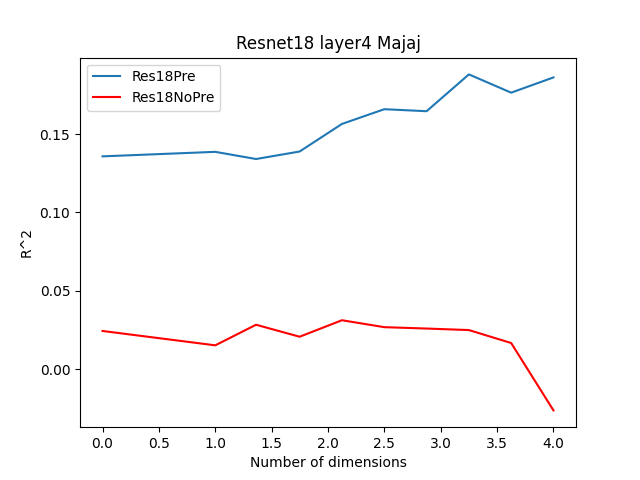 Resnet18 layer4 Majaj
Res18Pre
Res18NoPre
R^2
0.15
0.10
0.05
0.00
0.0 0.5 1.0 1.5 2.0 2.5 3.0 3.5 4.0
Number of dimensions